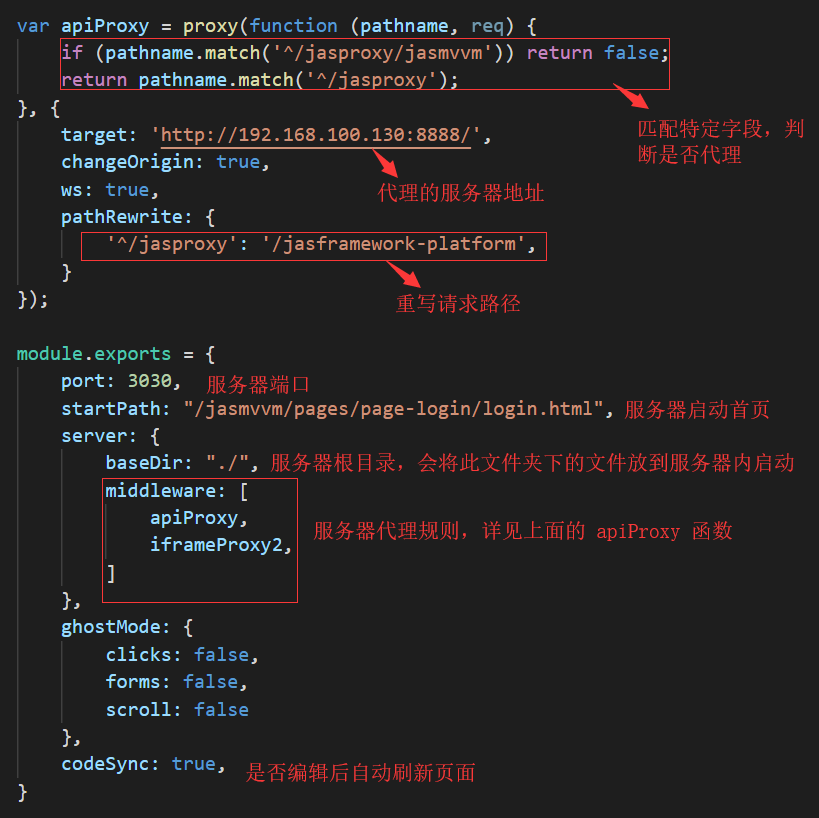 var apiProxy = proxy(function (pathname, req) {
if (pathname.match('^/jasproxy/jasmvvm')) return false;
return pathname.match('^/jasproxy');
}, {
匹配特定字段，判
断是否代理
target: 'http://192.168.100.130:8888/',
changeOrigin: true,
代理的服务器地址
ws: true,
pathRewrite: {
'^/jasproxy': '/jasframework-platform',
}
重写请求路径
});
module.exports = {
port: 3030, 服务器端口
startPath: "/jasmvvm/pages/page-login/login.html", 服务器启动首页
server: {
baseDir: "./", 服务器根目录，会将此文件夹下的文件放到服务器内启动
middleware: [
apiProxy,
服务器代理规则，详见上面的 apiProxy 函数
iframeProxy2,
]
},
ghostMode: {
clicks: false,
forms: false,
scroll: false
},
codeSync: true, 是否编辑后自动刷新页面
}